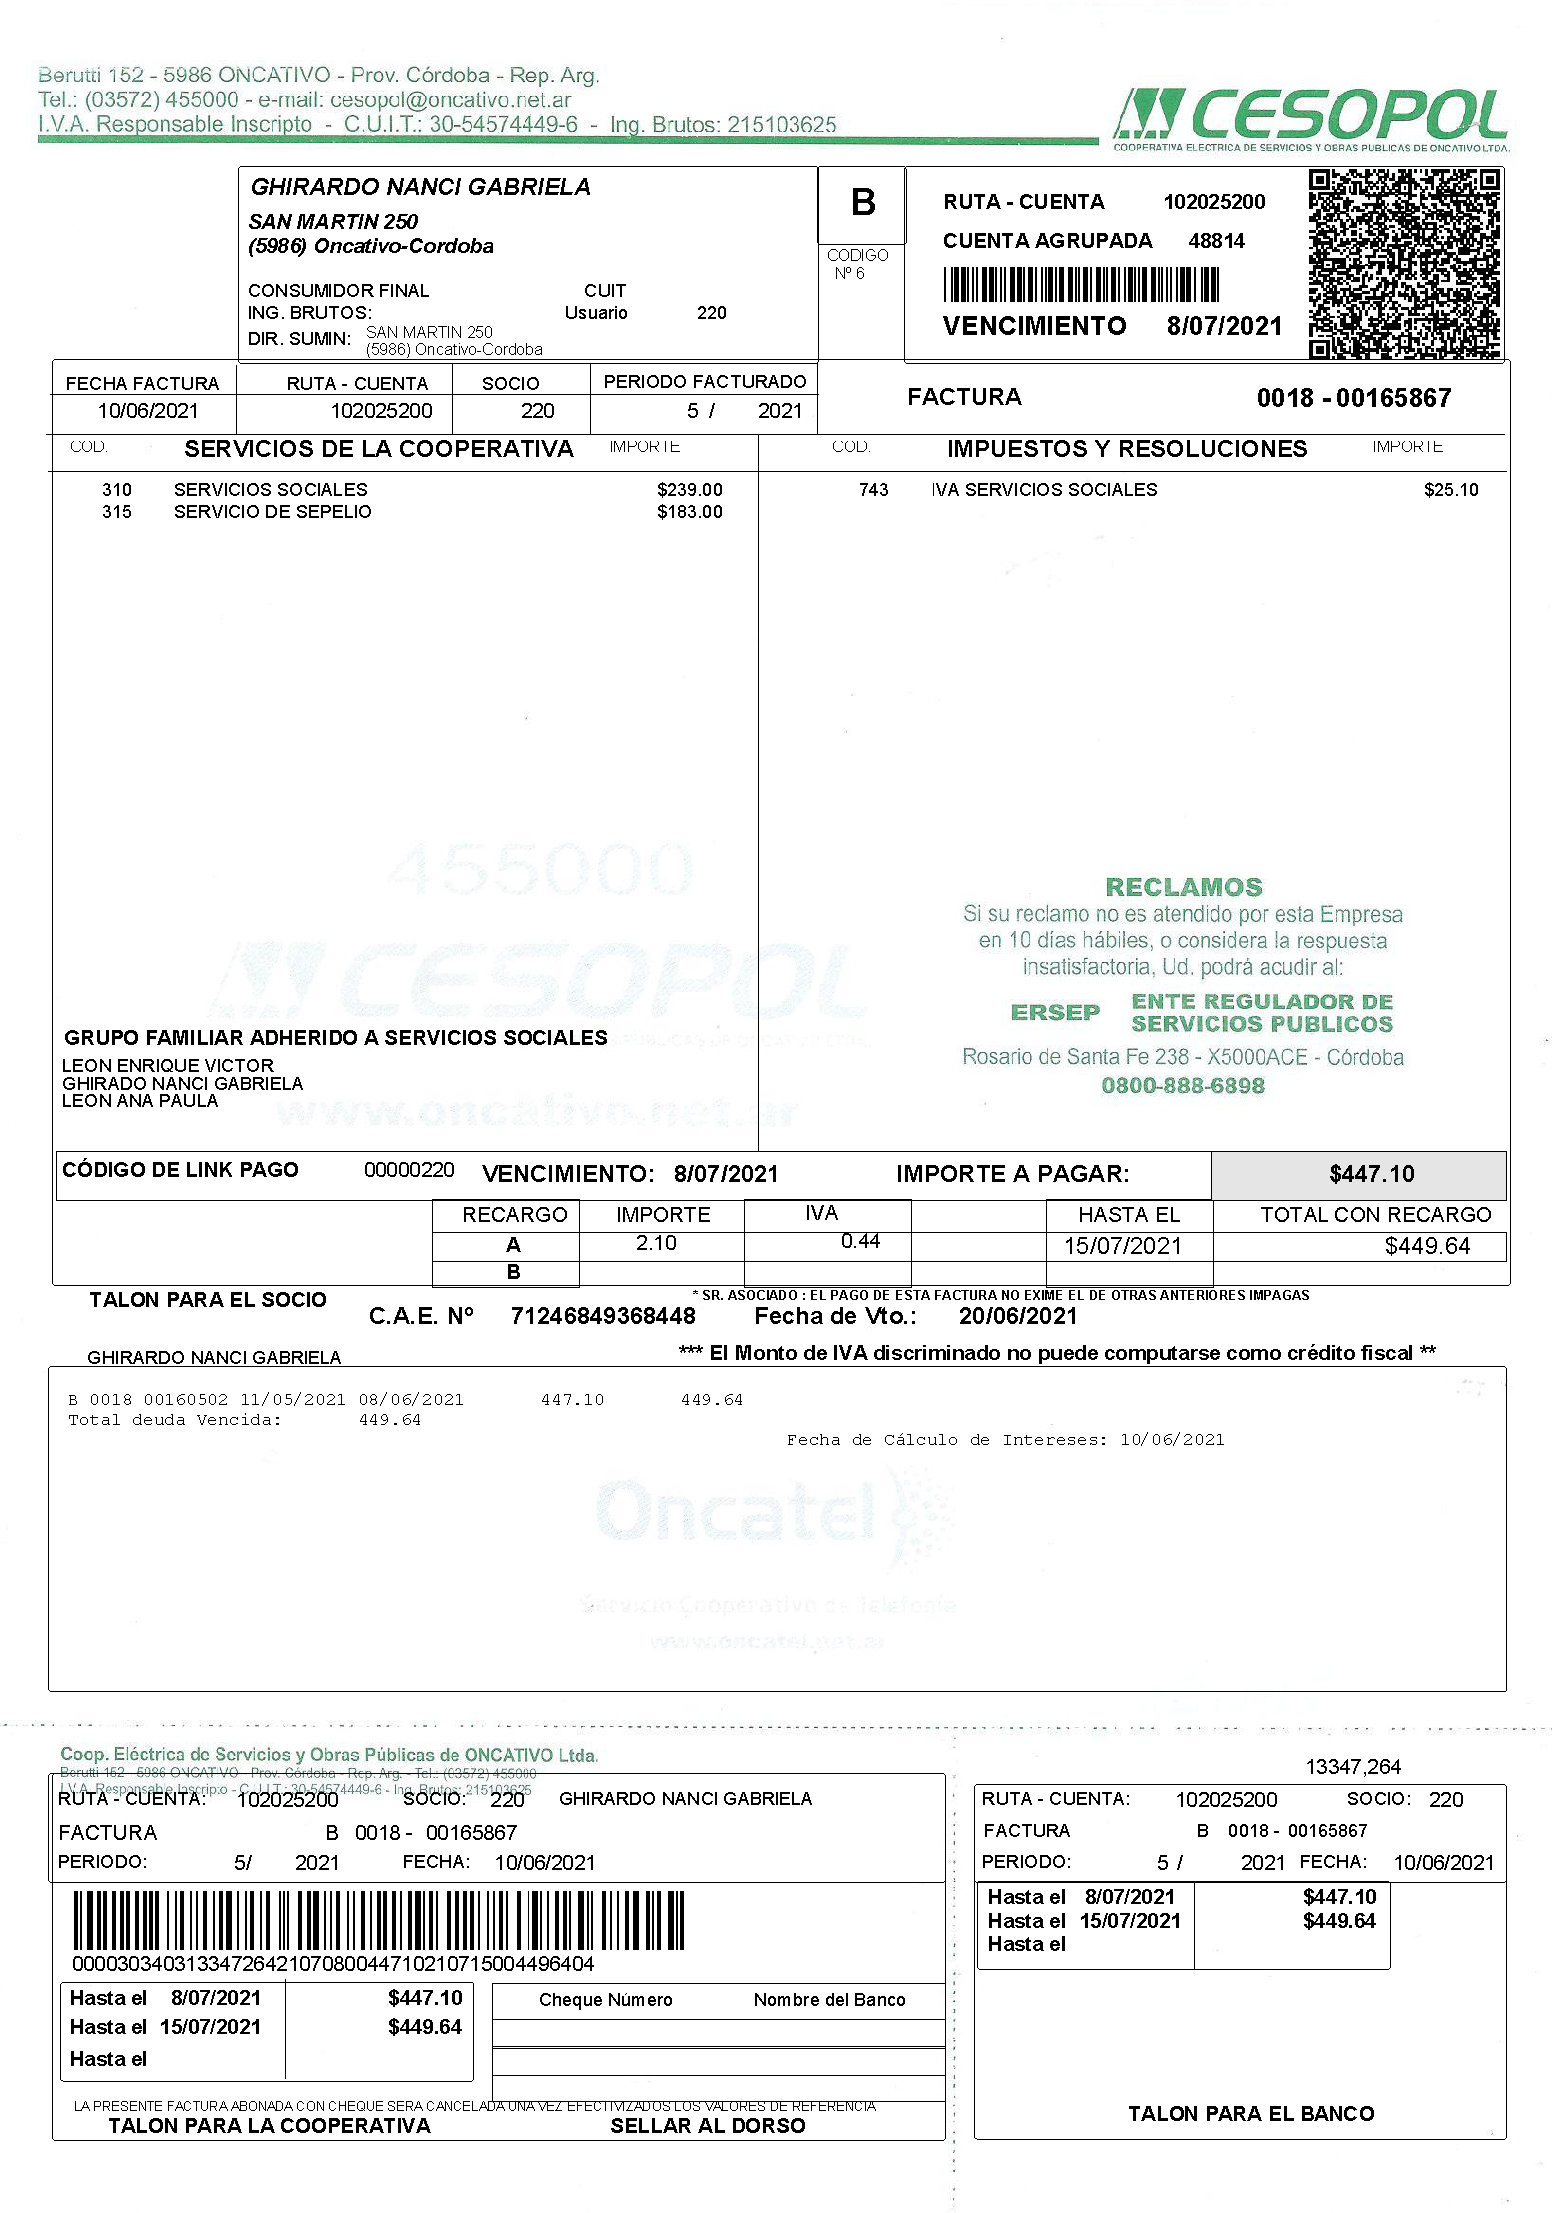 Berutti 152 - 5986 ONCATIVO - Prov. Córdoba - Rep. Arg.
Tel.: (03572) 455000 - e-mail: cesopol@oncativo.net.ar
I.V.A. Responsable Inscripto - C.U.I.T.: 30-54574449-6 - Ing. Brutos: 215103625
CESOPOL
COOPERATIVA ELECTRICA DE SERVICIOS Y OBRAS PUBLICAS DE ONCATIVO LTDA.
GHIRARDO NANCI GABRIELA
SAN MARTIN 250
(5986) Oncativo-Cordoba
CONSUMIDOR FINAL CUIT
ING. BRUTOS: Usuario 220
DIR. SUMIN: SAN MARTIN 250
(5986) Oncativo-Cordoba
B
CODIGO
Nº 6
RUTA - CUENTA 102025200
CUENTA AGRUPADA 48814
VENCIMIENTO 8/07/2021
FECHA FACTURA RUTA - CUENTA SOCIO PERIODO FACTURADO
10/06/2021 102025200 220 5 / 2021
FACTURA 0018 - 00165867
COD. SERVICIOS DE LA COOPERATIVA IMPORTE COD. IMPUESTOS Y RESOLUCIONES IMPORTE
310 SERVICIOS SOCIALES $239.00 743 IVA SERVICIOS SOCIALES $25.10
315 SERVICIO DE SEPELIO $183.00
455000
CESOPOL
RECLAMOS
Si su reclamo no es atendido por esta Empresa
en 10 días hábiles, o considera la respuesta
insatisfactoria, Ud. podrá acudir al:
ERSEP ENTE REGULADOR DE
SERVICIOS PUBLICOS
Rosario de Santa Fe 238 - X5000ACE - Córdoba
0800-888-6898
GRUPO FAMILIAR ADHERIDO A SERVICIOS SOCIALES
LEON ENRIQUE VICTOR
GHIRADO NANCI GABRIELA
LEON ANA PAULA
www.oncativo.net.ar
CÓDIGO DE LINK PAGO 00000220 VENCIMIENTO: 8/07/2021 IMPORTE A PAGAR: $447.10
RECARGO IMPORTE IVA HASTA EL TOTAL CON RECARGO
A 2.10 0.44 15/07/2021 $449.64
B
TALON PARA EL SOCIO
* SR. ASOCIADO : EL PAGO DE ESTA FACTURA NO EXIME EL DE OTRAS ANTERIORES IMPAGAS
C.A.E. Nº 71246849368448 Fecha de Vto.: 20/06/2021
GHIRARDO NANCI GABRIELA
*** El Monto de IVA discriminado no puede computarse como crédito fiscal **
B 0018 00160502 11/05/2021 08/06/2021 447.10 449.64
Total deuda Vencida: 449.64
Fecha de Cálculo de Intereses: 10/06/2021
Oncatel
Servicio Cooperativo de Telefonía
www.oncatel.net.ar
Coop. Eléctrica de Servicios y Obras Públicas de ONCATIVO Ltda.
Berutti 152 - 5986 ONCATIVO - Prov. Córdoba - Rep. Arg. - Tel.: (03572) 455000
I.V.A. Responsable Inscripto - C.U.I.T.: 30-54574449-6 - Ing. Brutos: 215103625
RUTA - CUENTA: 102025200 SOCIO: 220 GHIRARDO NANCI GABRIELA
FACTURA B 0018 - 00165867
PERIODO: 5/ 2021 FECHA: 10/06/2021
00003034031334726421070800447102107150044964 04
Hasta el 8/07/2021 $447.10
Hasta el 15/07/2021 $449.64
Hasta el
Cheque Número Nombre del Banco
LA PRESENTE FACTURA ABONADA CON CHEQUE SERA CANCELADA UNA VEZ EFECTIVIZADOS LOS VALORES DE REFERENCIA
TALON PARA LA COOPERATIVA SELLAR AL DORSO
13347,264
RUTA - CUENTA: 102025200 SOCIO: 220
FACTURA B 0018 - 00165867
PERIODO: 5 / 2021 FECHA: 10/06/2021
Hasta el 8/07/2021 $447.10
Hasta el 15/07/2021 $449.64
Hasta el
TALON PARA EL BANCO